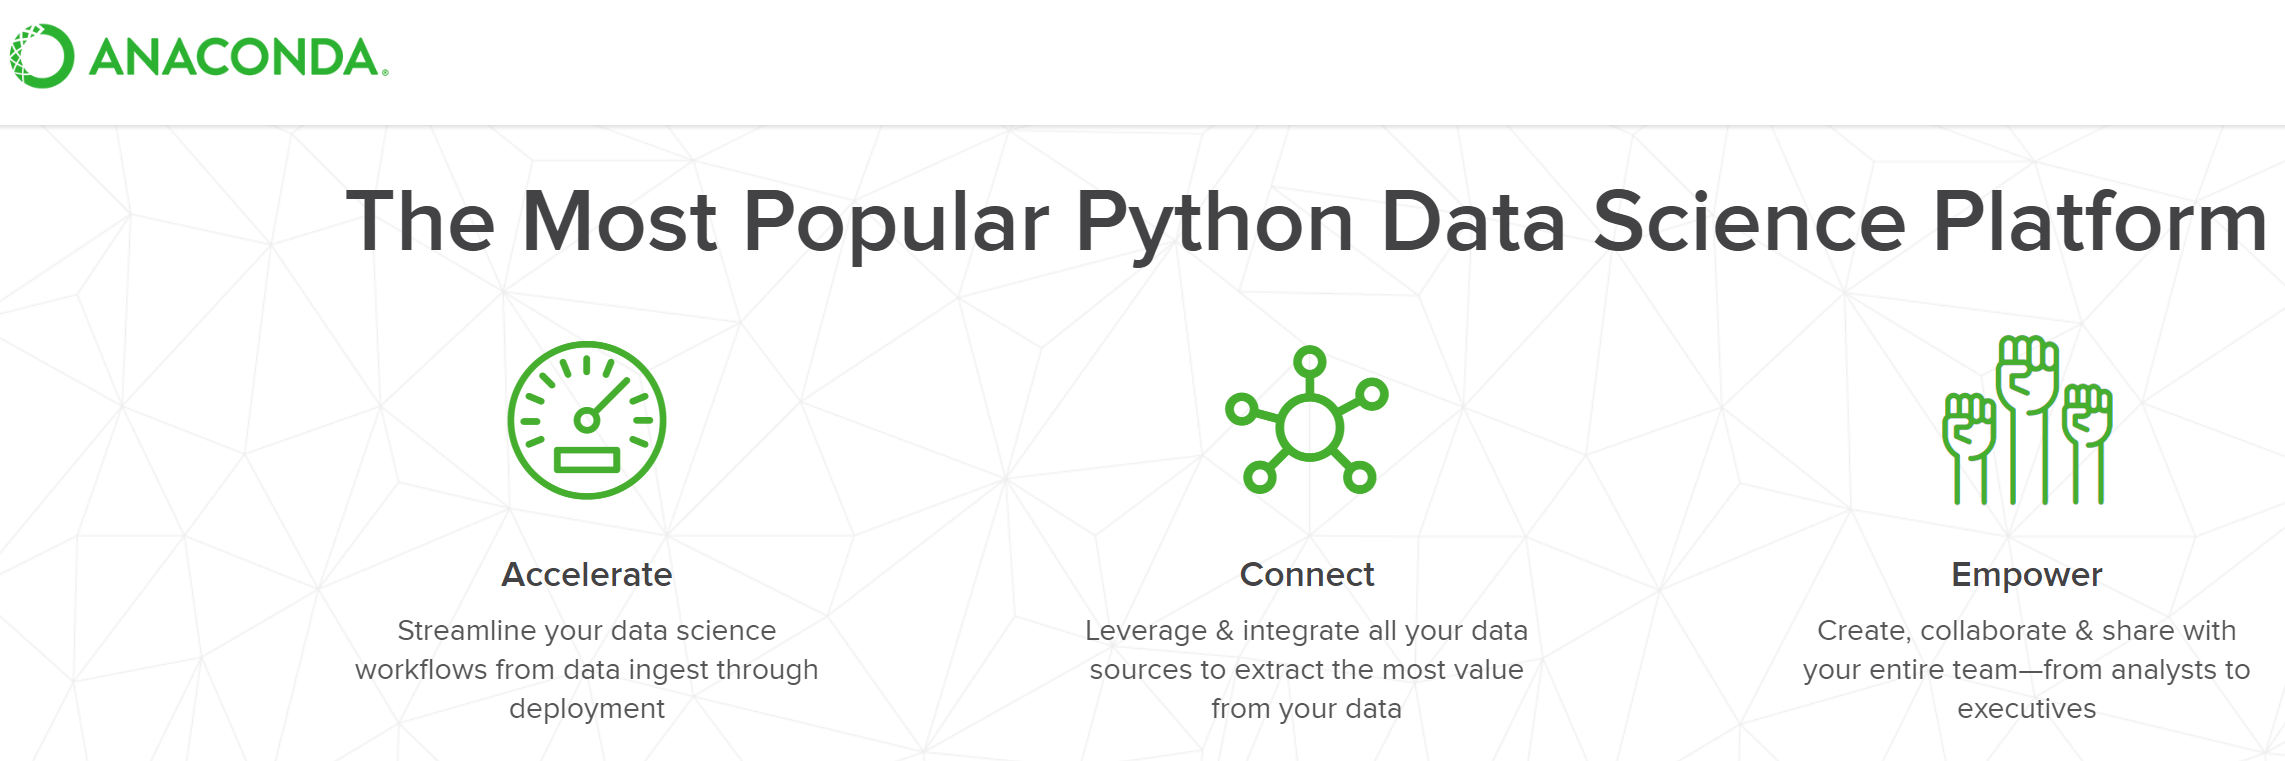 ANACONDA®
The Most Popular Python Data Science Platform
Accelerate
Streamline your data science
workflows from data ingest through
deployment
Connect
Leverage & integrate all your data
sources to extract the most value
from your data
Empower
Create, collaborate & share with
your entire team—from analysts to
executives